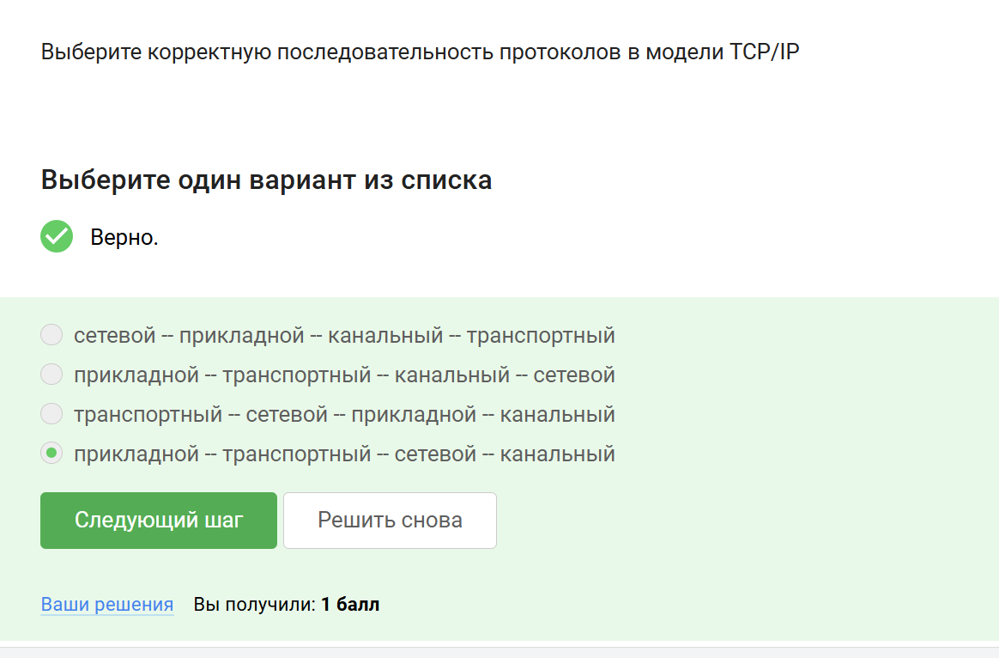 Выберите корректную последовательность протоколов в модели TCP/IP
Выберите один вариант из списка
Верно.
сетевой -- прикладной -- канальный -- транспортный
прикладной -- транспортный -- канальный -- сетевой
транспортный -- сетевой -- прикладной -- канальный
прикладной -- транспортный -- сетевой -- канальный
Следующий шаг Решить снова
Ваши решения Вы получили: 1 балл